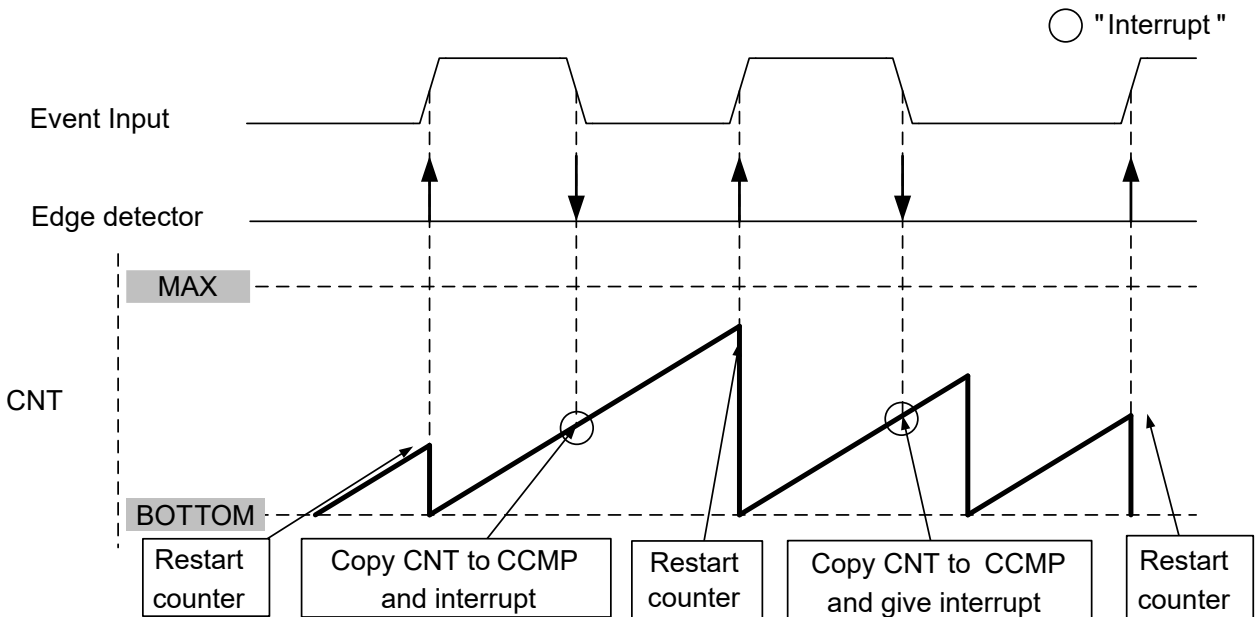 "Interrupt "
Event Input
Edge detector
MAX
CNT
BOTTOM
Restart
counter
Copy CNT to CCMP
and interrupt
Restart
counter
Copy CNT to  CCMP
and give interrupt
Restart
counter